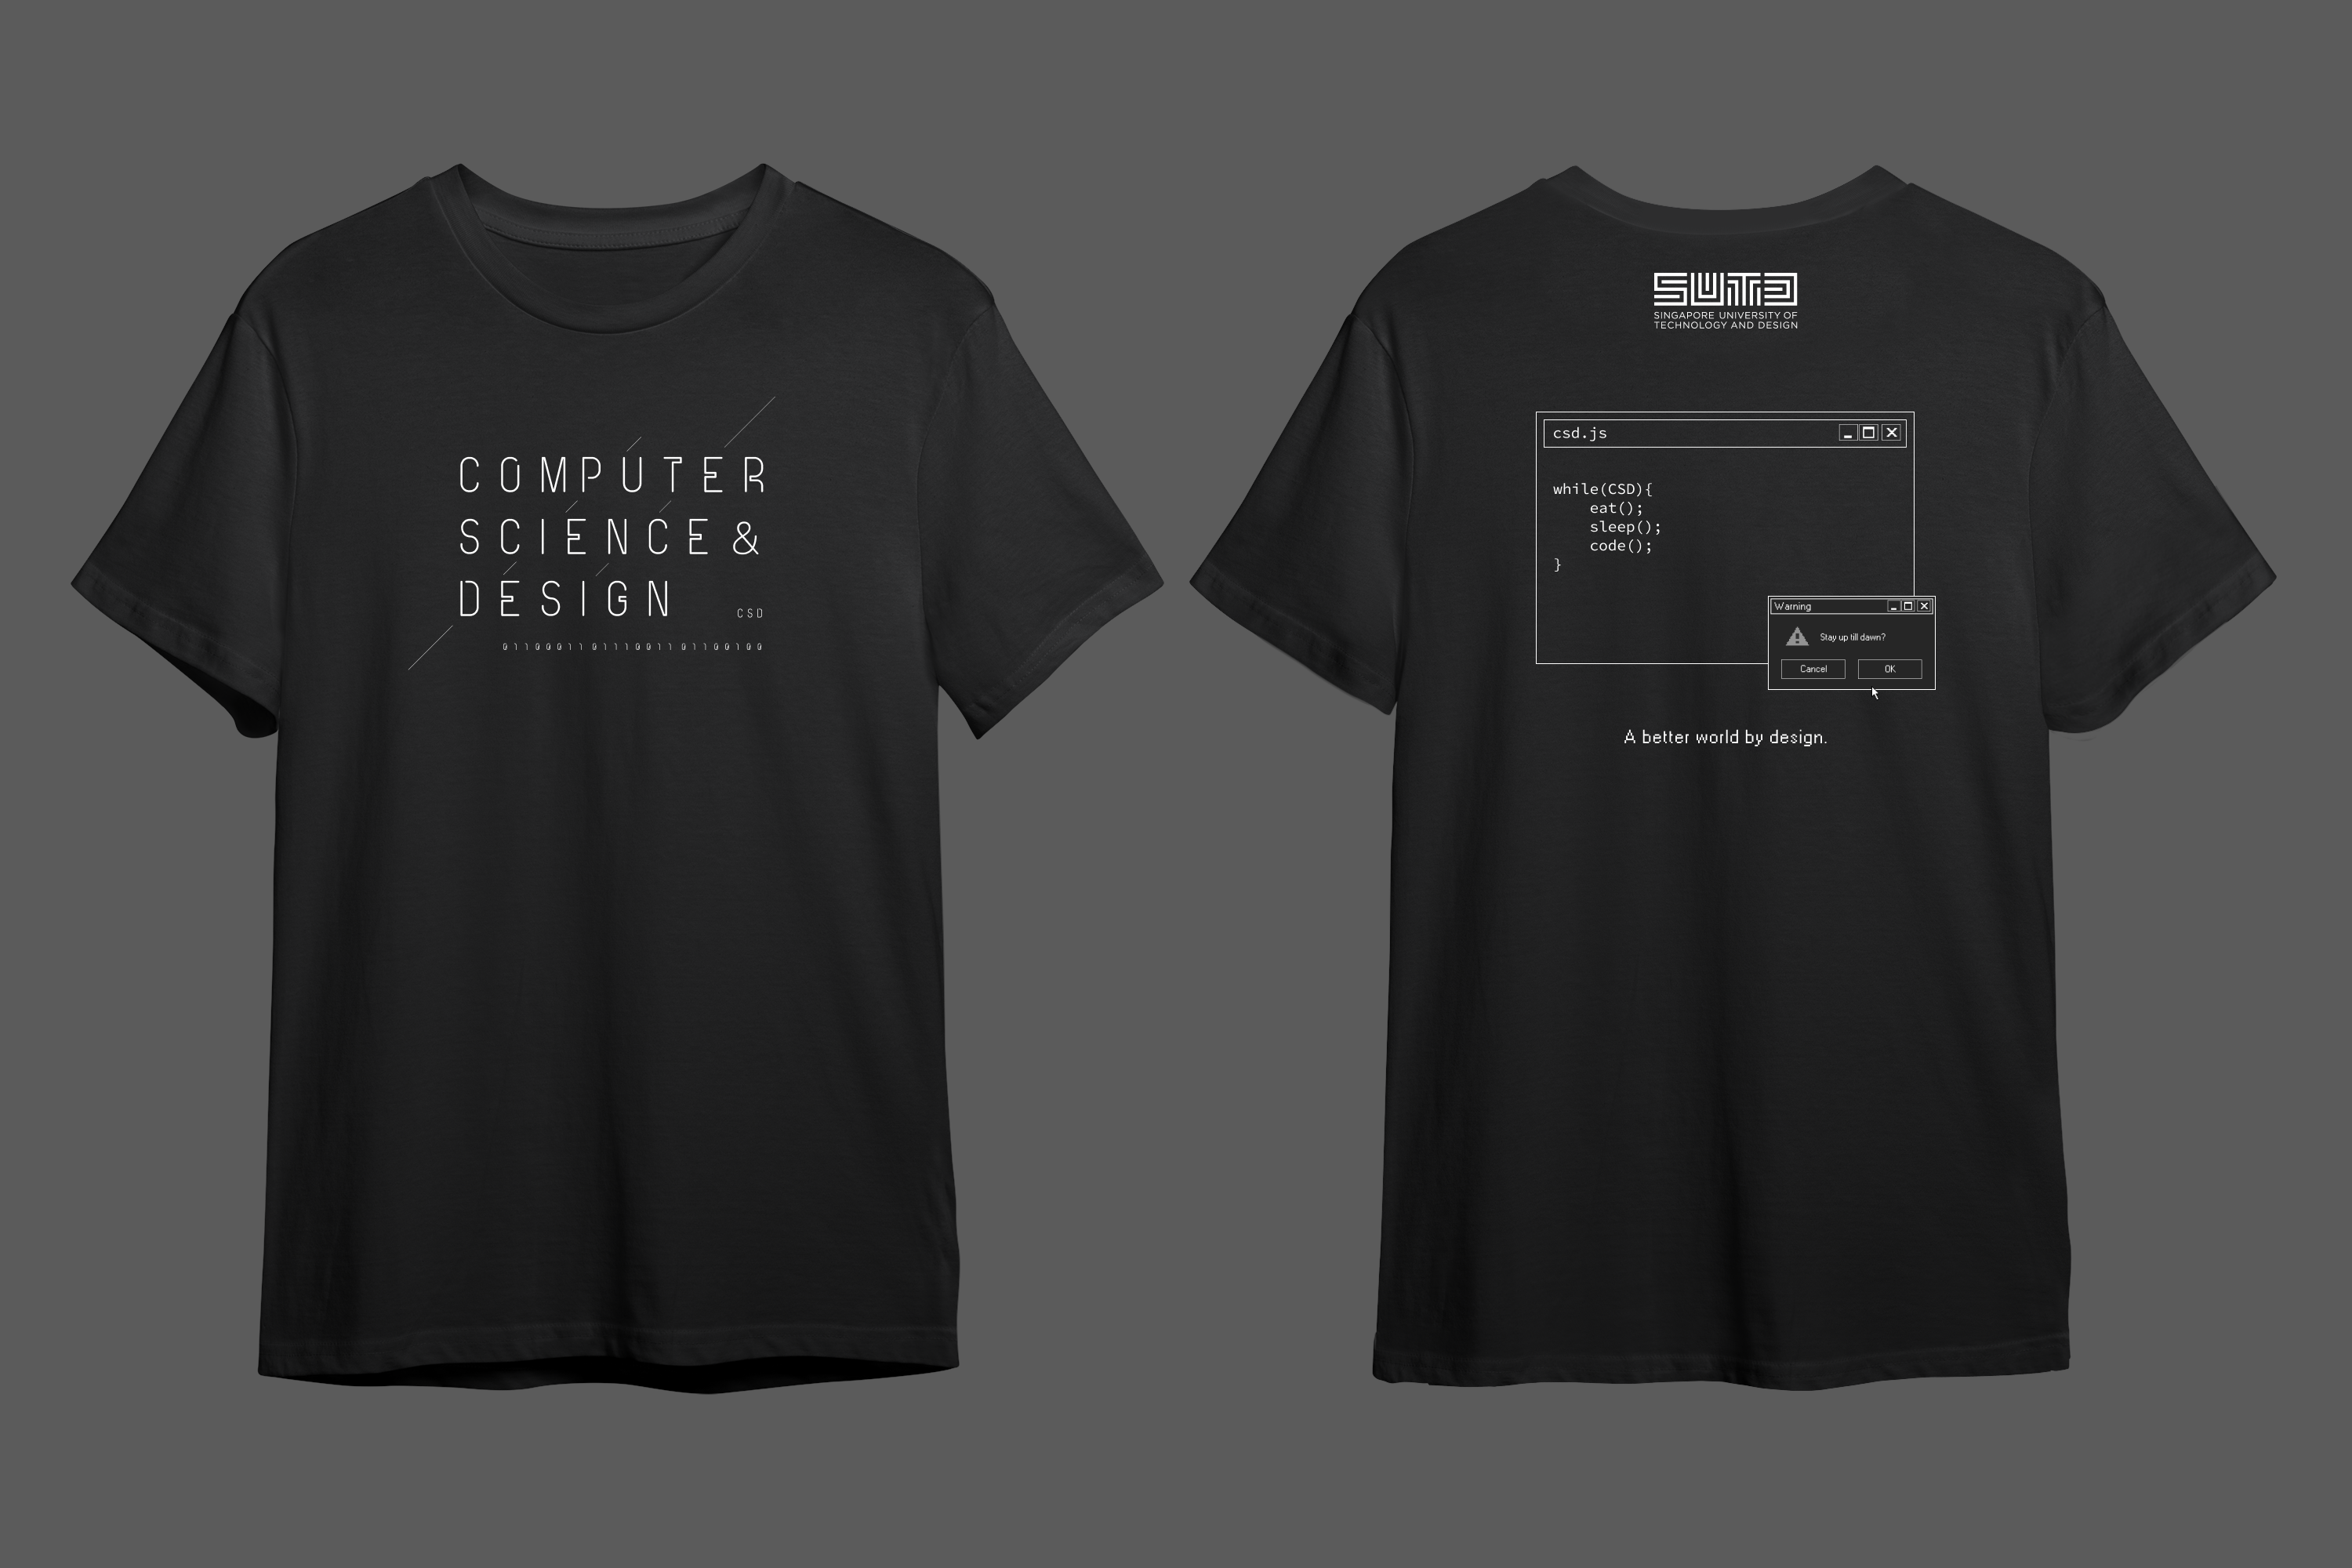 COMPUTER
SCIENCE &
DESIGN
CSD
01100011 01110011 01100100
SUTD
SINGAPORE UNIVERSITY OF
TECHNOLOGY AND DESIGN
csd.js
while(CSD){
    eat();
    sleep();
    code();
}
Warning
Stay up till dawn?
Cancel OK
A better world by design.